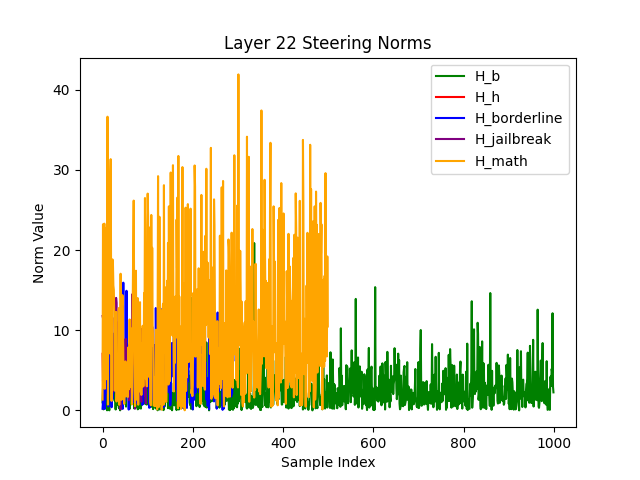 Layer 22 Steering Norms
40
30
20
10
0
Norm Value
H_b
H_h
H_borderline
H_jailbreak
H_math
0 200 400 600 800 1000
Sample Index